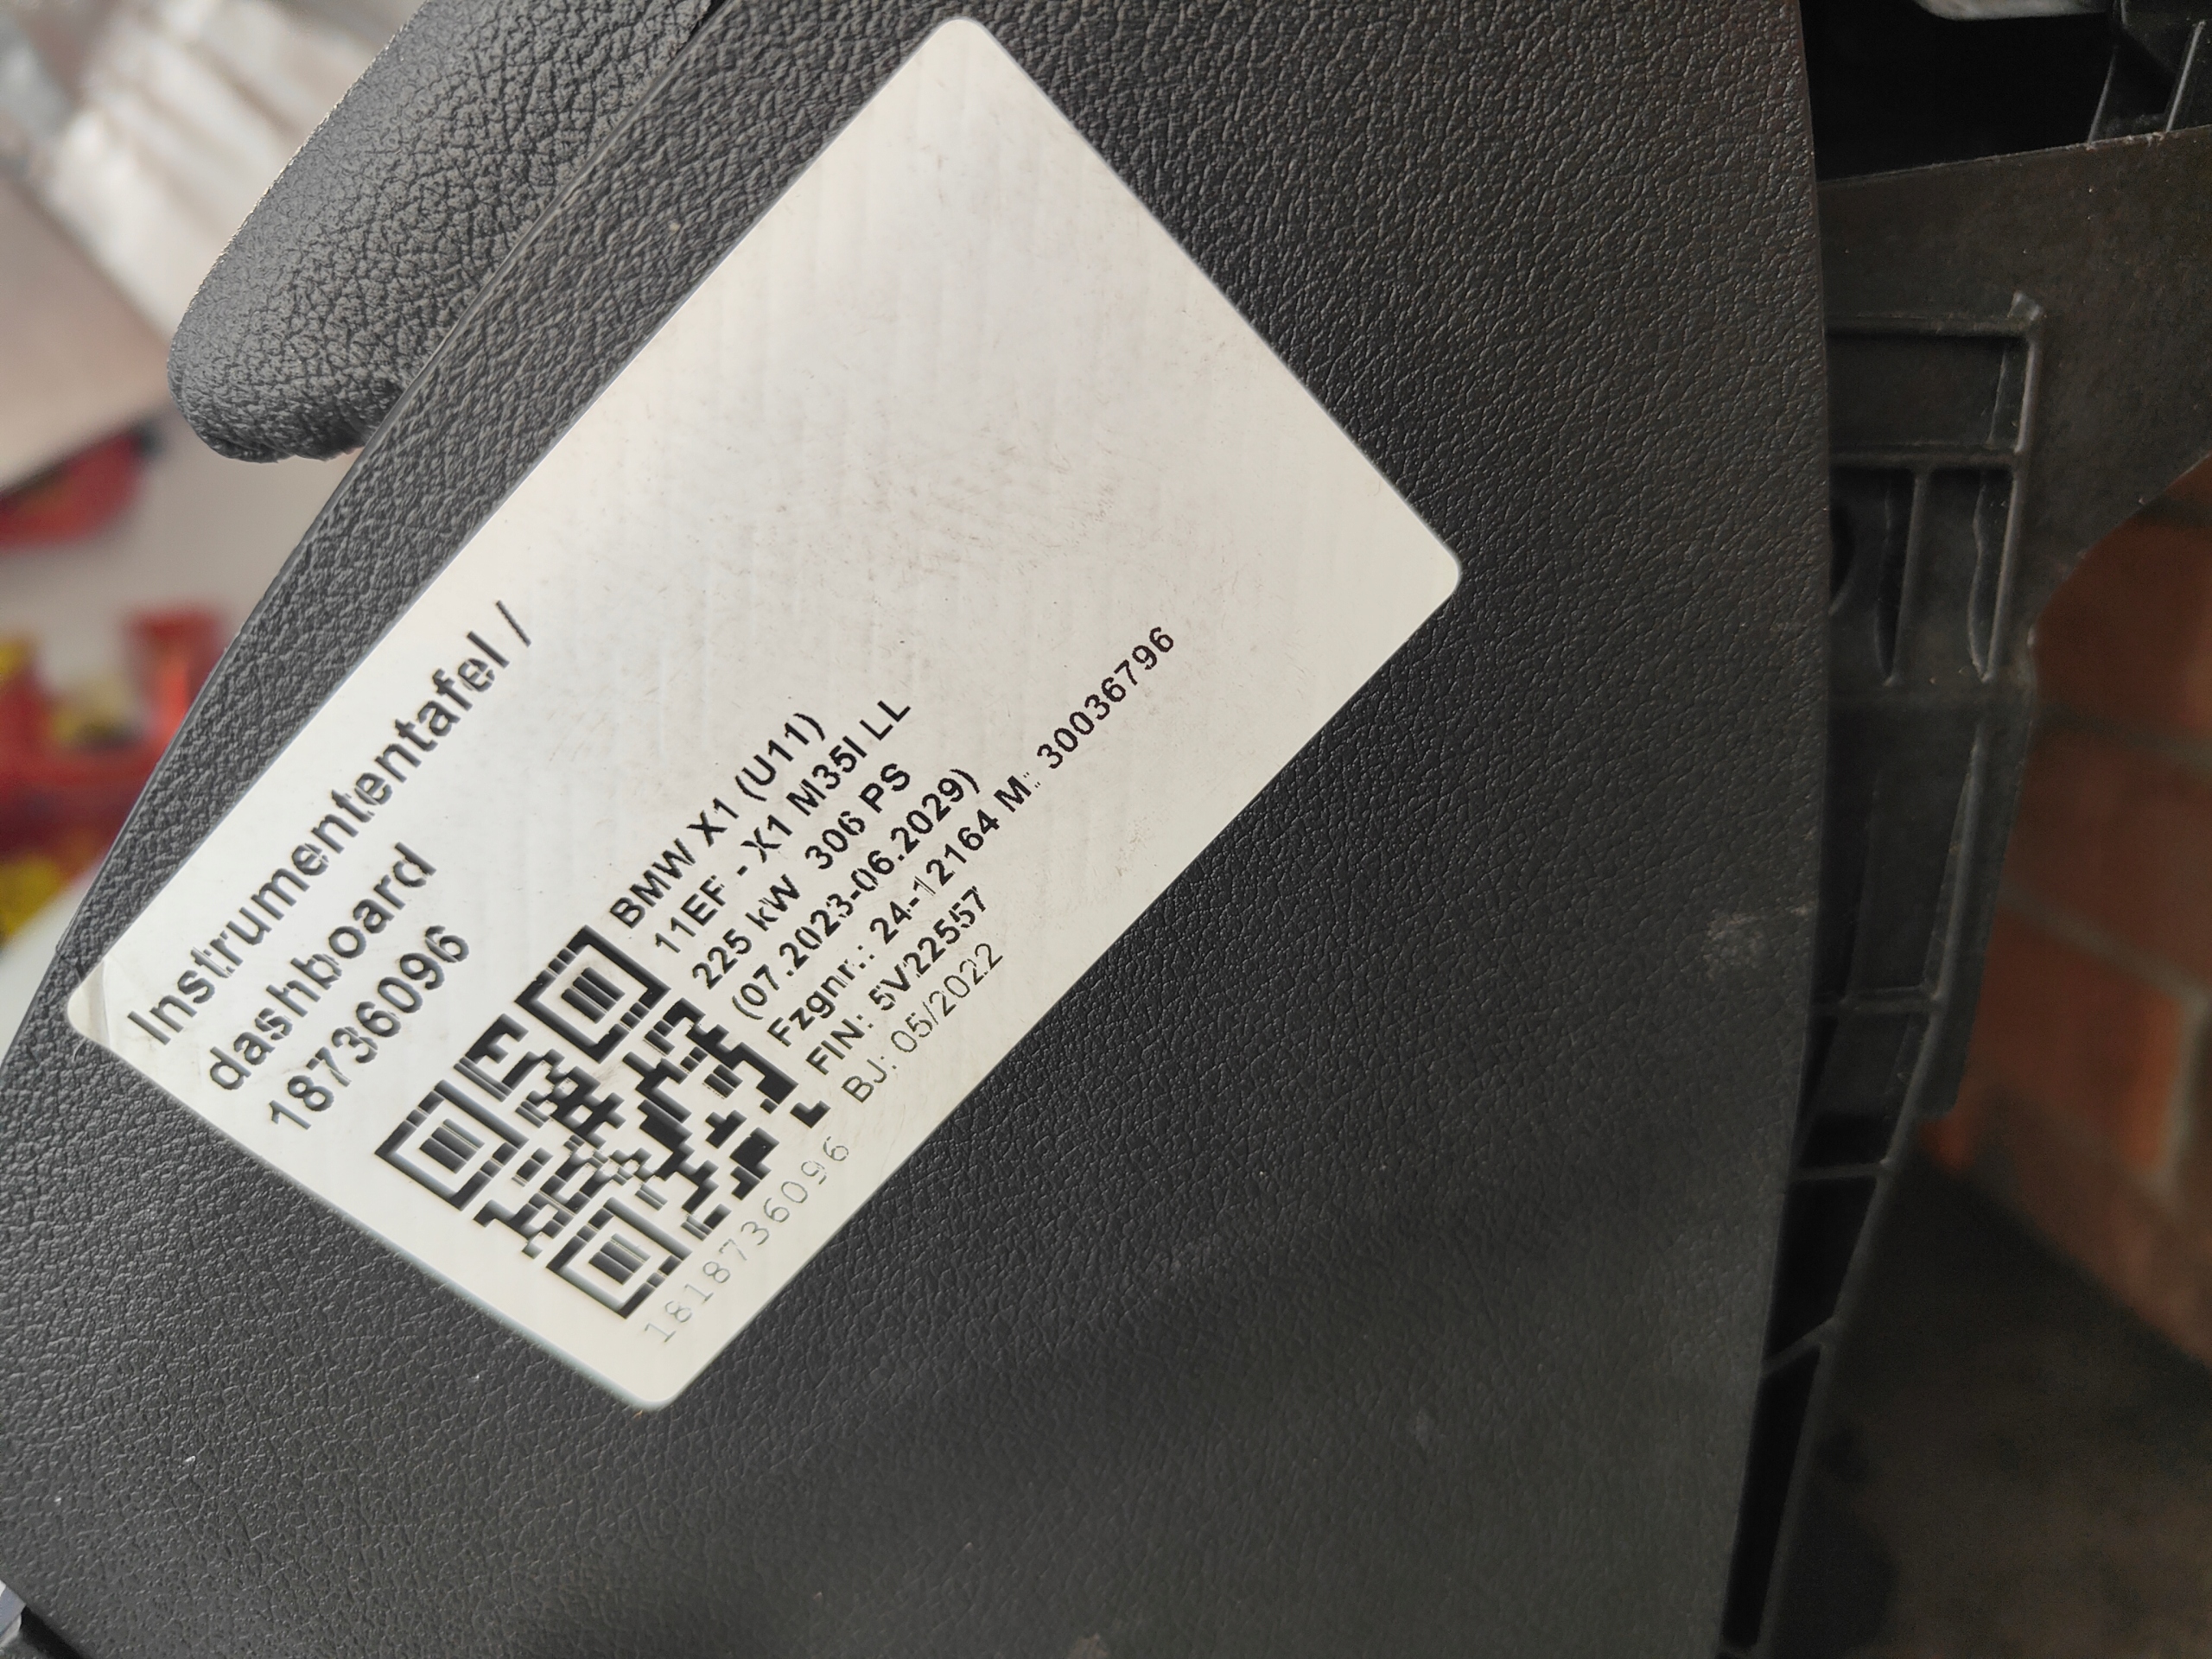 Instrumententafel /
dashboard
18736096
BMW X1 (U11)
11EF - X1 M35I LL
225 kW 306 PS
(07.2023-06.2029)
Fzgnr.: 24-12164 M.: 30036796
FIN: 5V22557
BJ: 05/2022
1818736096